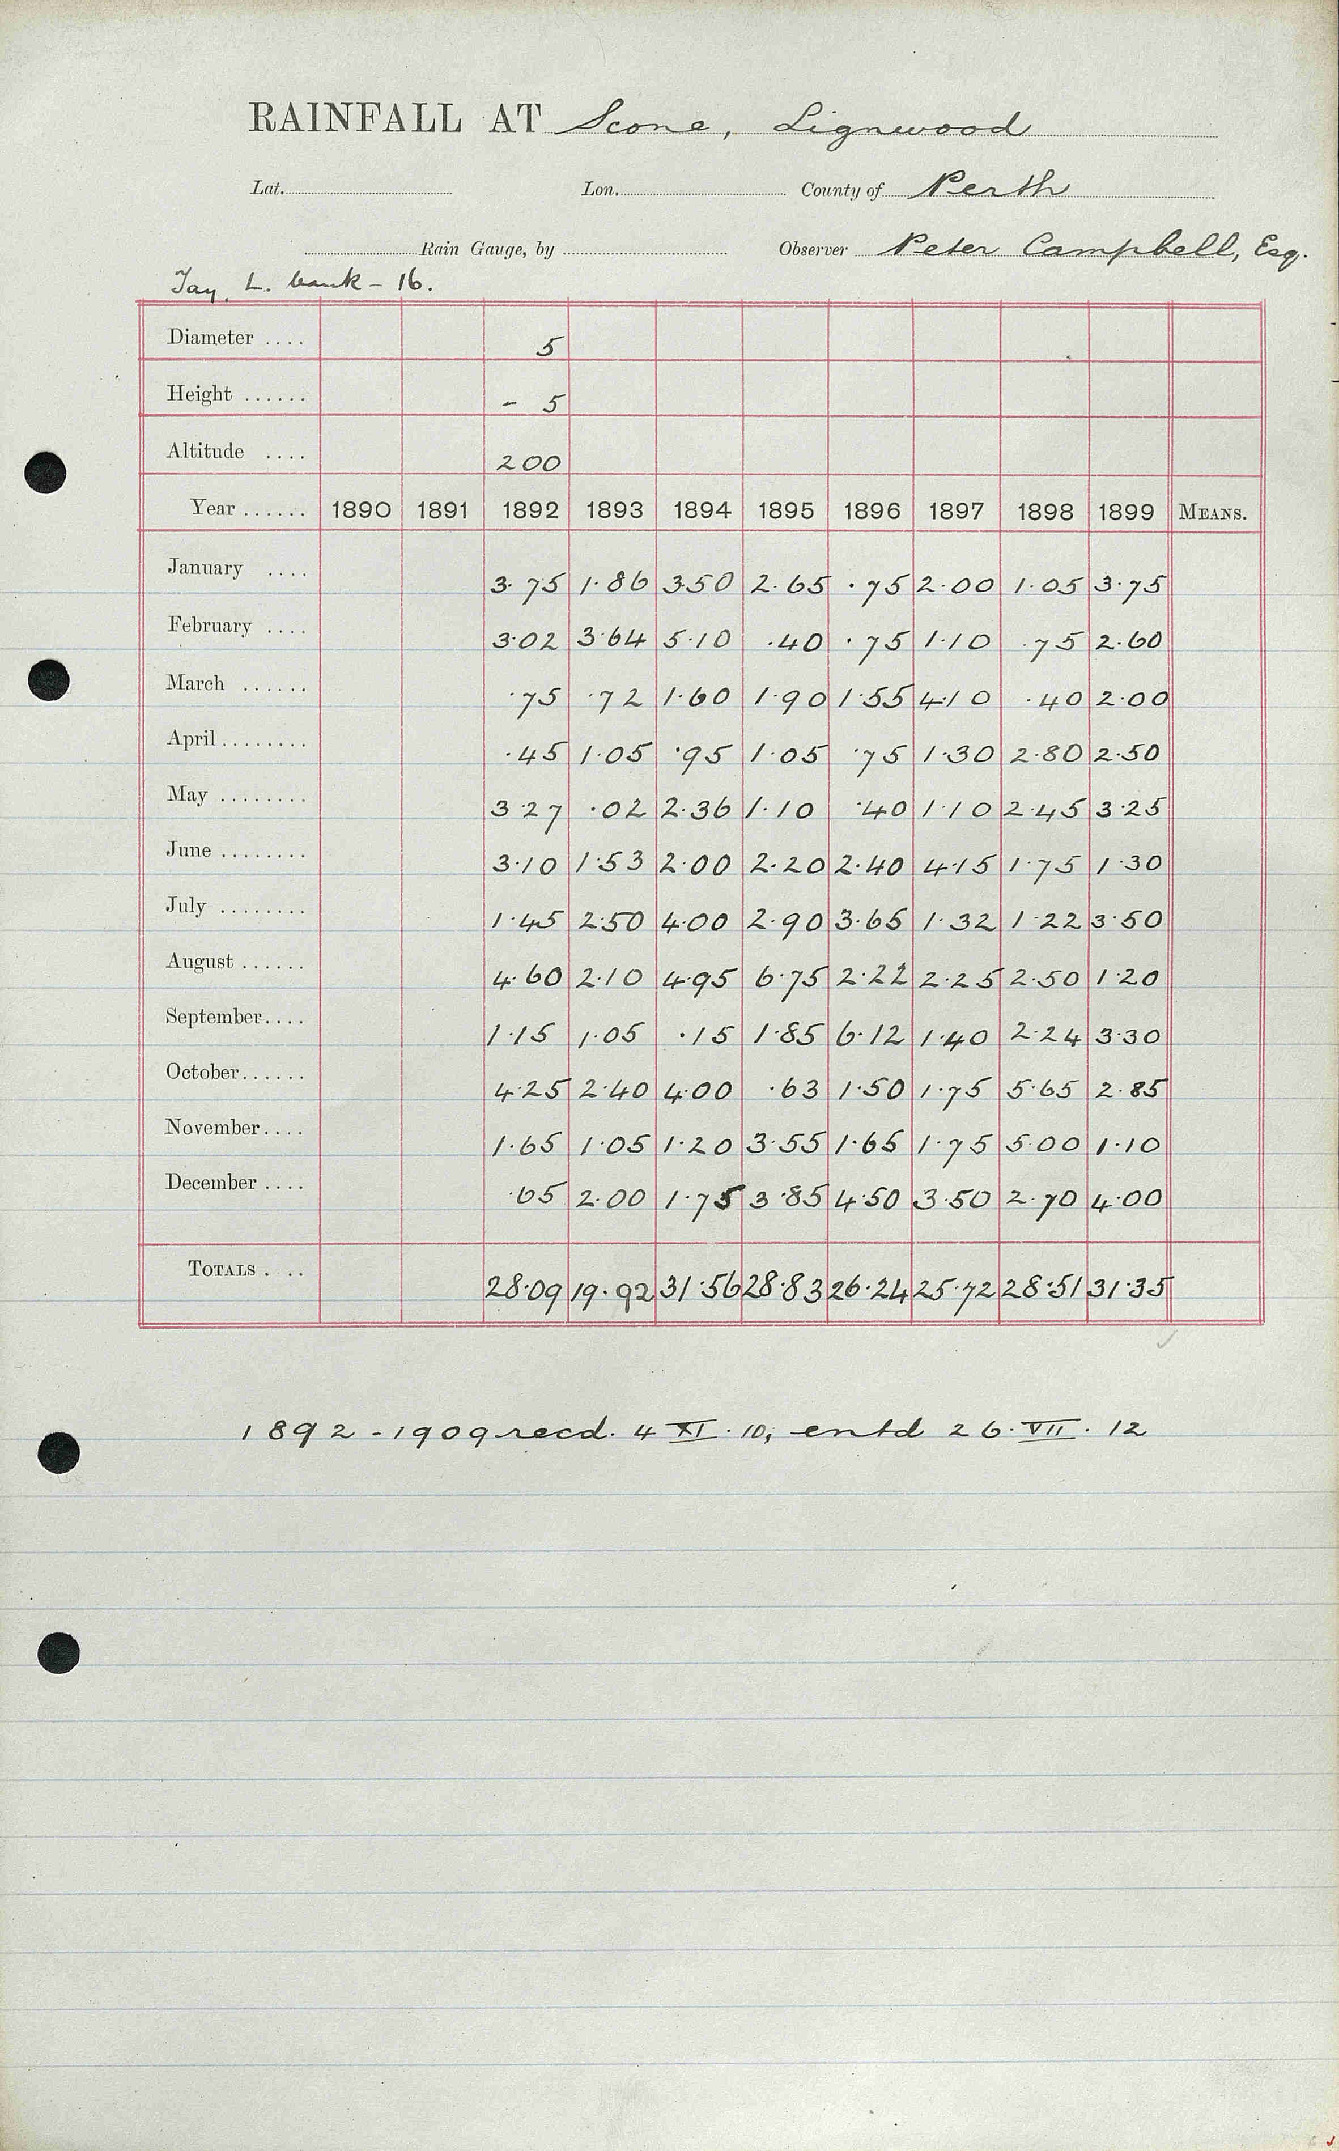 RAINFALL AT Scone, Lignwood
Lat. Lon. County of Perth
Rain Gauge, by Observer Peter Campbell, Esq.
Tay, L. bank - 16.
Diameter .... 5
Height ...... - 5
Altitude .... 200
Year ...... 1890 1891 1892 1893 1894 1895 1896 1897 1898 1899 MEANS.
January .... 3.75 1.86 3.50 2.65 .75 2.00 1.05 3.75
February .... 3.02 3.64 5.10 .40 .75 1.10 .75 2.60
March ...... .75 .72 1.60 1.90 1.55 4.10 .40 2.00
April ........ .45 1.05 .95 1.05 .75 1.30 2.80 2.50
May ........ 3.27 .02 2.36 1.10 .40 1.10 2.45 3.25
June ........ 3.10 1.53 2.00 2.20 2.40 4.15 1.75 1.30
July ........ 1.45 2.50 4.00 2.90 3.65 1.32 1.22 3.50
August ...... 4.60 2.10 4.95 6.75 2.22 2.25 2.50 1.20
September.... 1.15 1.05 .15 1.85 6.12 1.40 2.24 3.30
October...... 4.25 2.40 4.00 .63 1.50 1.75 5.65 2.85
November.... 1.65 1.05 1.20 3.55 1.65 1.75 5.00 1.10
December .... .65 2.00 1.75 3.85 4.50 3.50 2.70 4.00
TOTALS . .. 28.09 19.92 31.56 28.83 26.24 25.72 28.51 31.35
1892-1909 recd. 4 XI. 10; entd 26. VII. 12